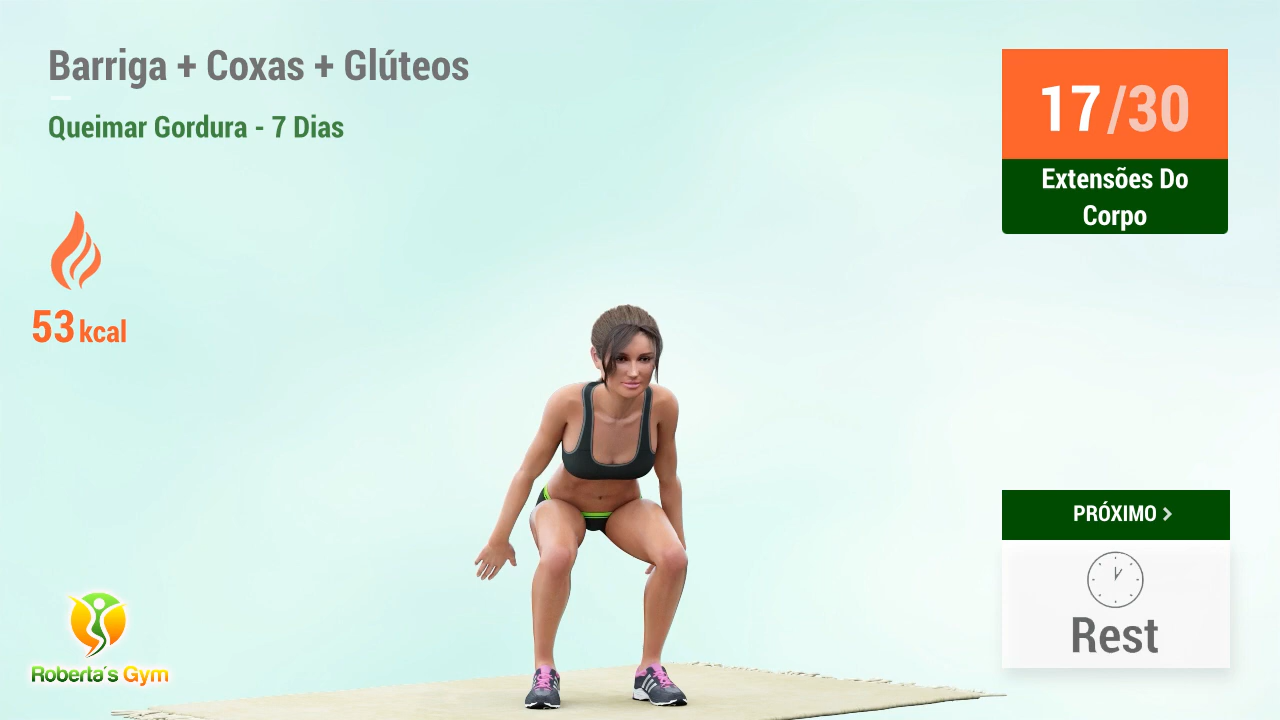 Barriga + Coxas + Glúteos
Queimar Gordura - 7 Dias
17/30
Extensões Do
Corpo
53 kcal
PRÓXIMO >
Rest
Roberta´s Gym